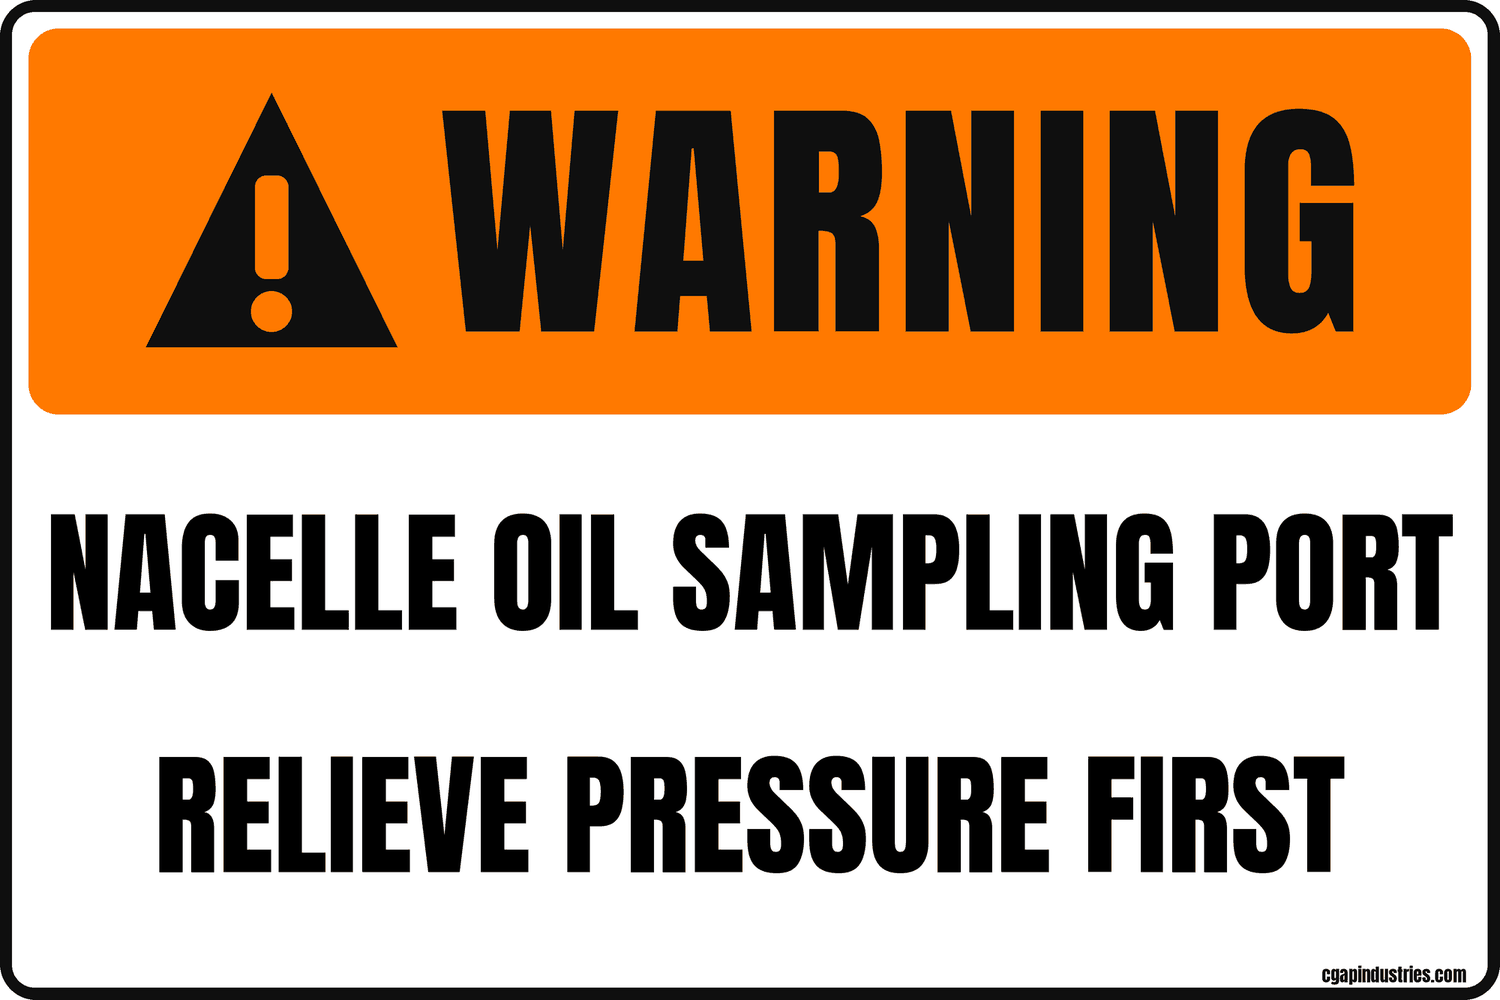 WARNING
NACELLE OIL SAMPLING PORT
RELIEVE PRESSURE FIRST
cgapindustries.com